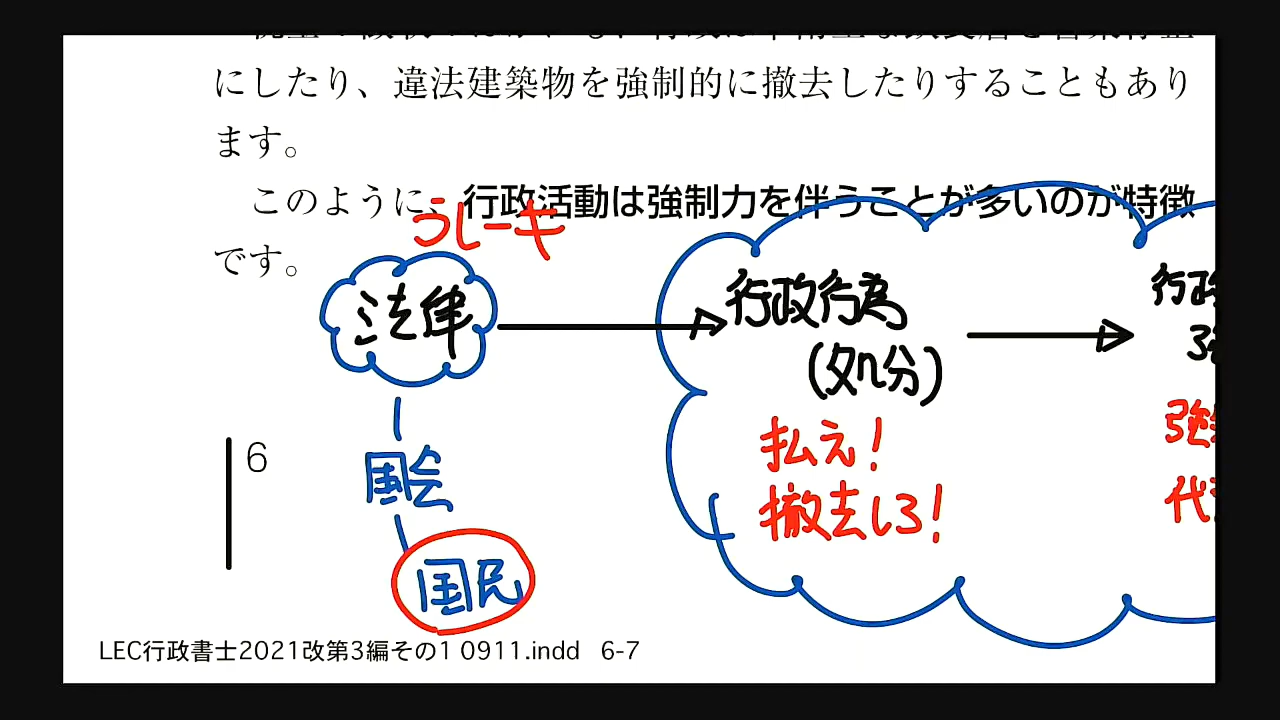 にしたり、違法建築物を強制的に撤去したりすることもあり
ます。
このように、行政活動は強制力を伴うことが多いのが特徴
です。
法律
行政行為
(処分)
行政
払え!
撤去しろ!
国会
国民
6
LEC行政書士2021改第3編その1 0911.indd 6-7